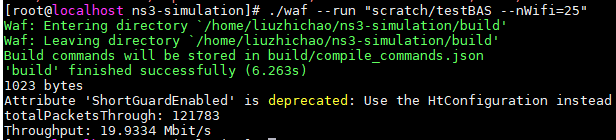 [root@localhost ns3-simulation]# ./waf --run "scratch/testBAS --nWifi=25"
Waf: Entering directory `/home/liuzhichao/ns3-simulation/build'
Waf: Leaving directory `/home/liuzhichao/ns3-simulation/build'
Build commands will be stored in build/compile_commands.json
'build' finished successfully (6.263s)
1023 bytes
Attribute 'ShortGuardEnabled' is deprecated: Use the HtConfiguration instead
totalPacketsThrough: 121783
Throughput: 19.9334 Mbit/s